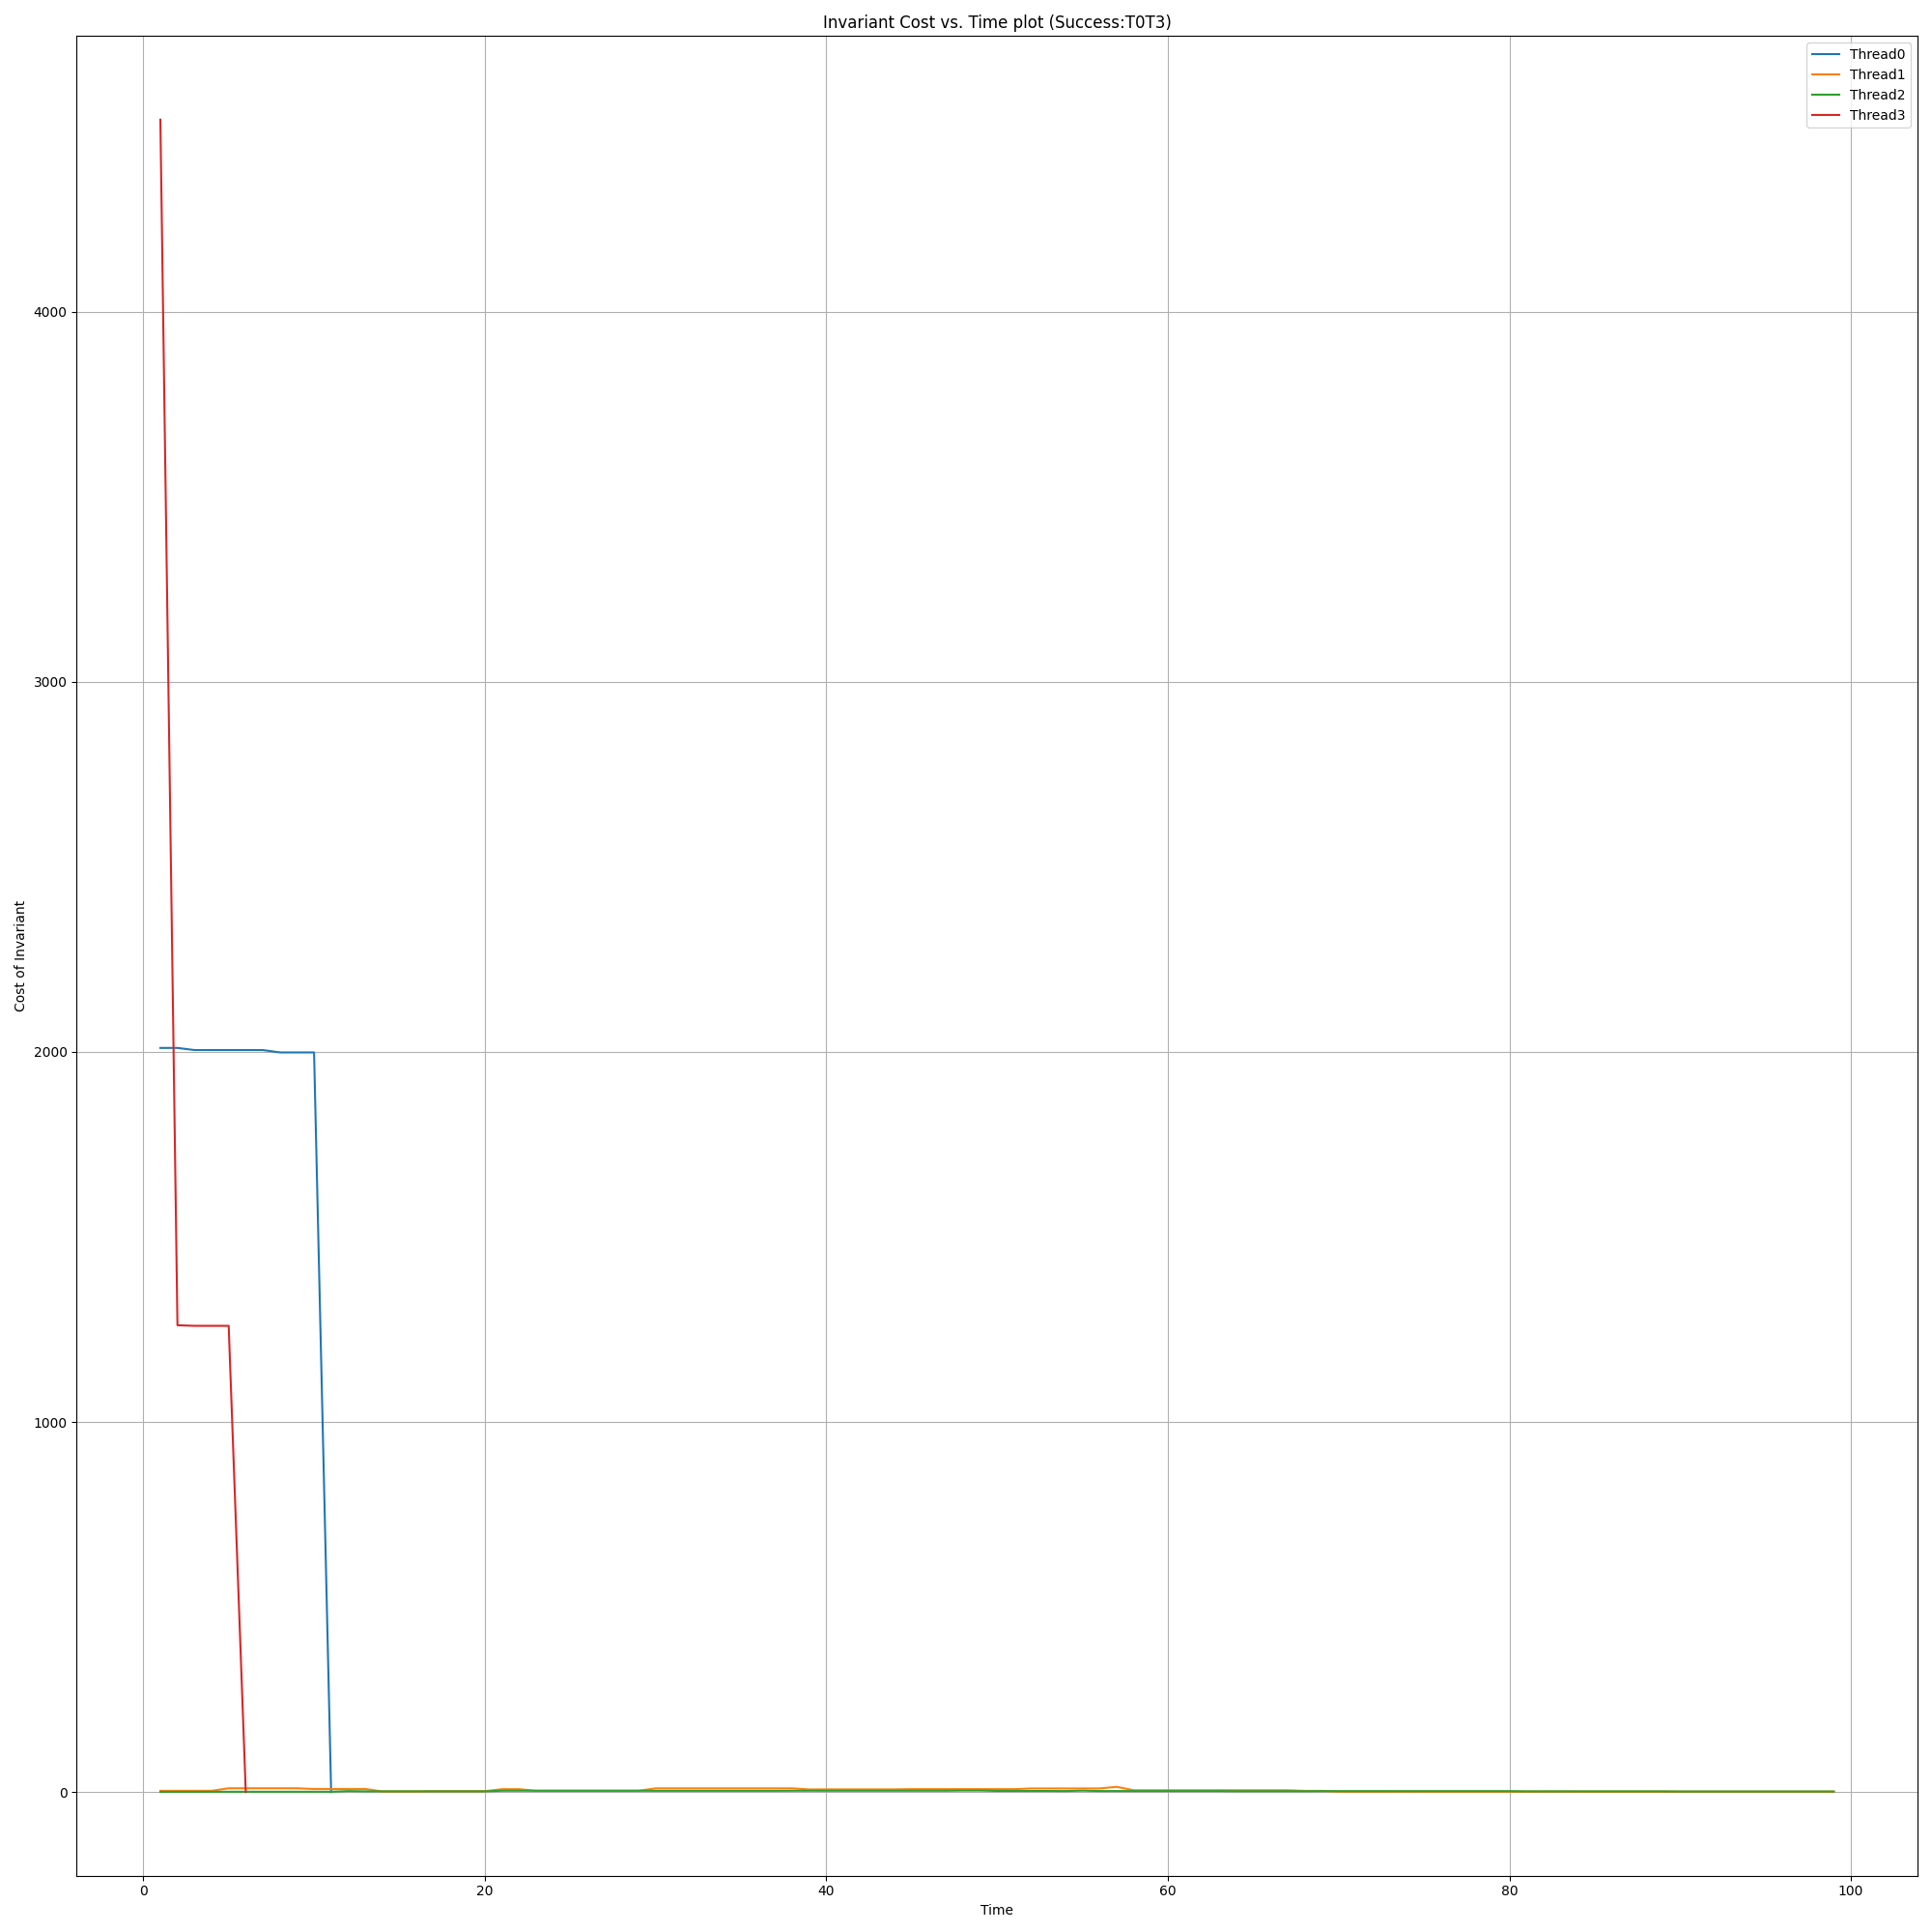 Invariant Cost vs. Time plot (Success:T0T3)
Thread0
Thread1
Thread2
Thread3
4000
3000
2000
1000
0
Cost of Invariant
0 20 40 60 80 100
Time